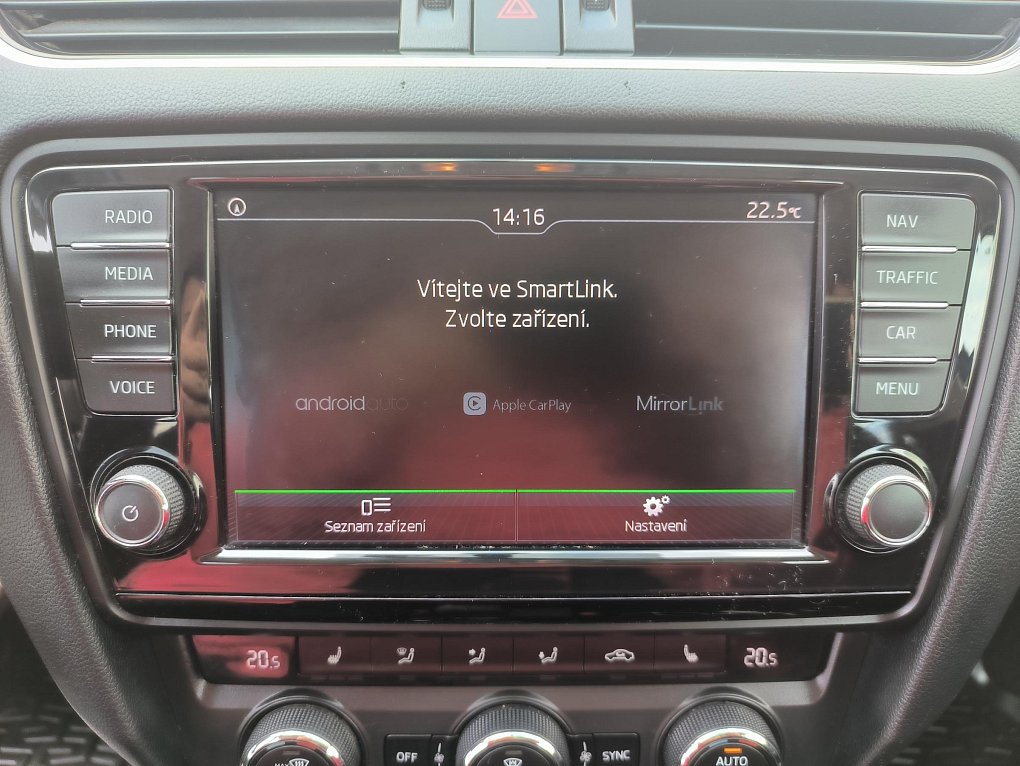 14:16
22.5°C
RADIO
MEDIA
PHONE
VOICE
Vítejte ve SmartLink.
Zvolte zařízení.
androidauto
Apple CarPlay
MirrorLink
Seznam zařízení
Nastavení
NAV
TRAFFIC
CAR
MENU
20.5
20.5
OFF
SYNC
MAX
AUTO